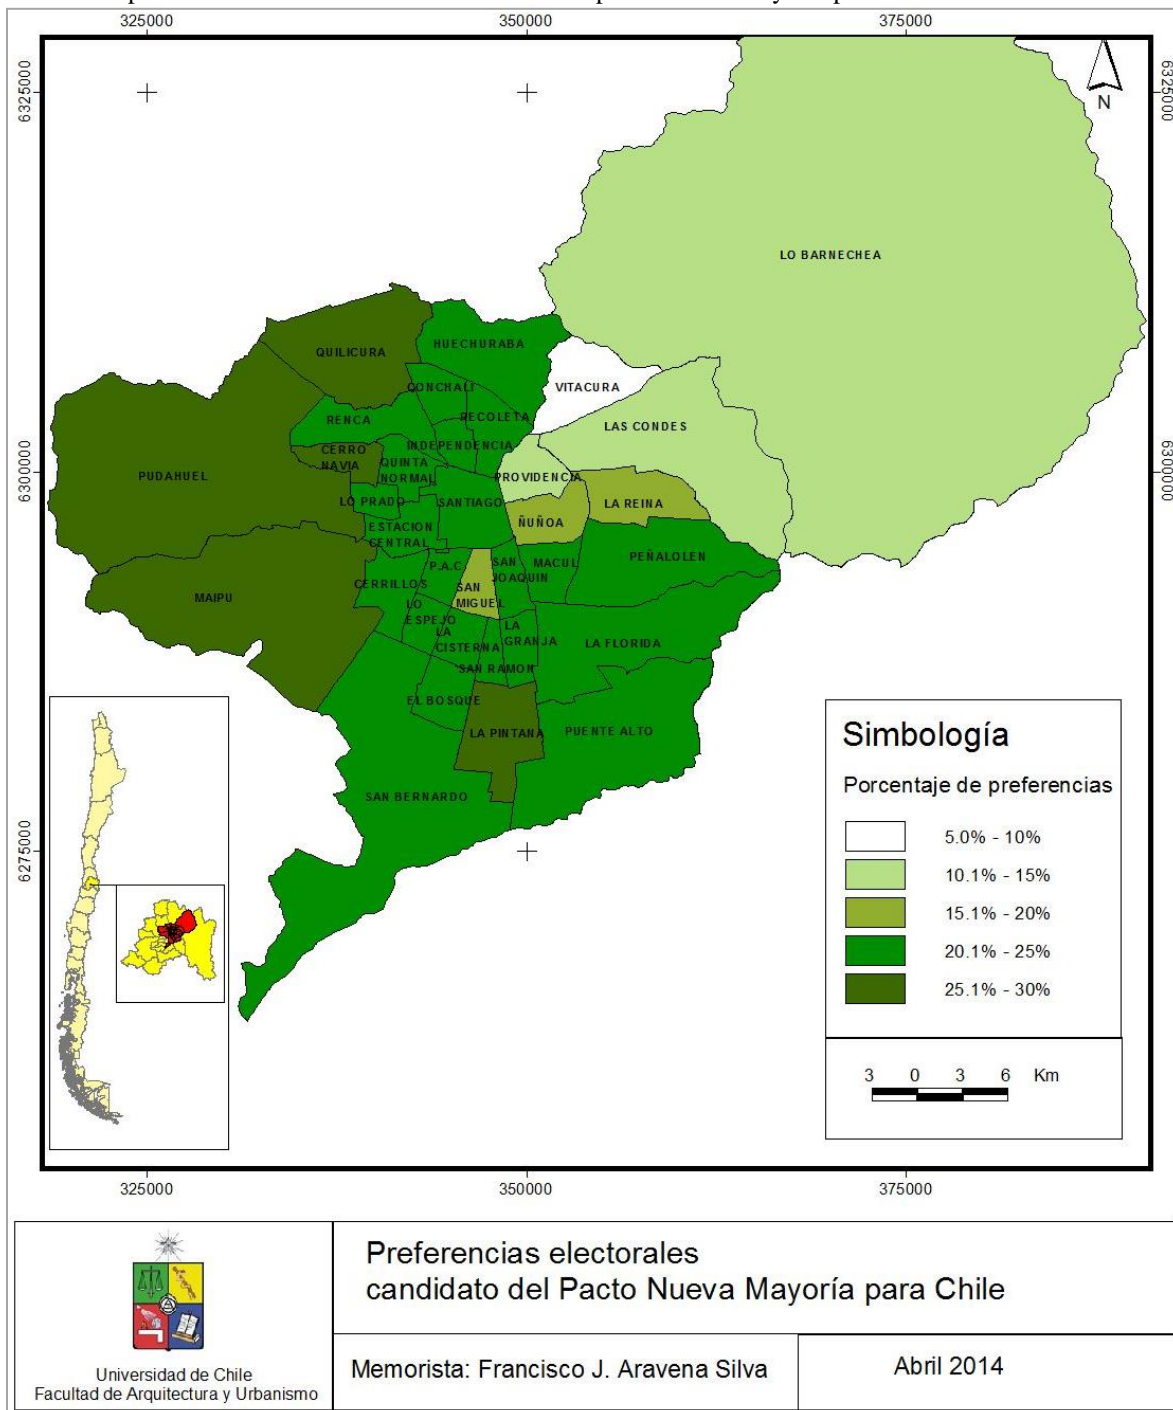 325000
350000
375000
6325000
6325000
N
LO BARNECHEA
HUECHURABA
QUILICURA
CONCHALI
VITACURA
RECOLETA
RENCA
LAS CONDES
INDEPENDENCIA
CERRO
NAVIA
QUINTA
NORMAL
PUDAHUEL
PROVIDENCIA
6300000
6300000
LO PRADO
SANTIAGO
LA REINA
ÑUÑOA
ESTACION
CENTRAL
PEÑALOLEN
P.A.C
SAN
JOAQUIN
MACUL
CERRILLOS
SAN
MIGUEL
MAIPU
LO
ESPEJO
LA
CISTERNA
LA
GRANJA
LA FLORIDA
SAN RAMON
EL BOSQUE
LA PINTANA
PUENTE ALTO
SAN BERNARDO
6275000
Simbología
Porcentaje de preferencias
5.0% - 10%
10.1% - 15%
15.1% - 20%
20.1% - 25%
25.1% - 30%
3 0 3 6 Km
325000
350000
375000
Universidad de Chile
Facultad de Arquitectura y Urbanismo
Preferencias electorales
candidato del Pacto Nueva Mayoría para Chile
Memorista: Francisco J. Aravena Silva
Abril 2014